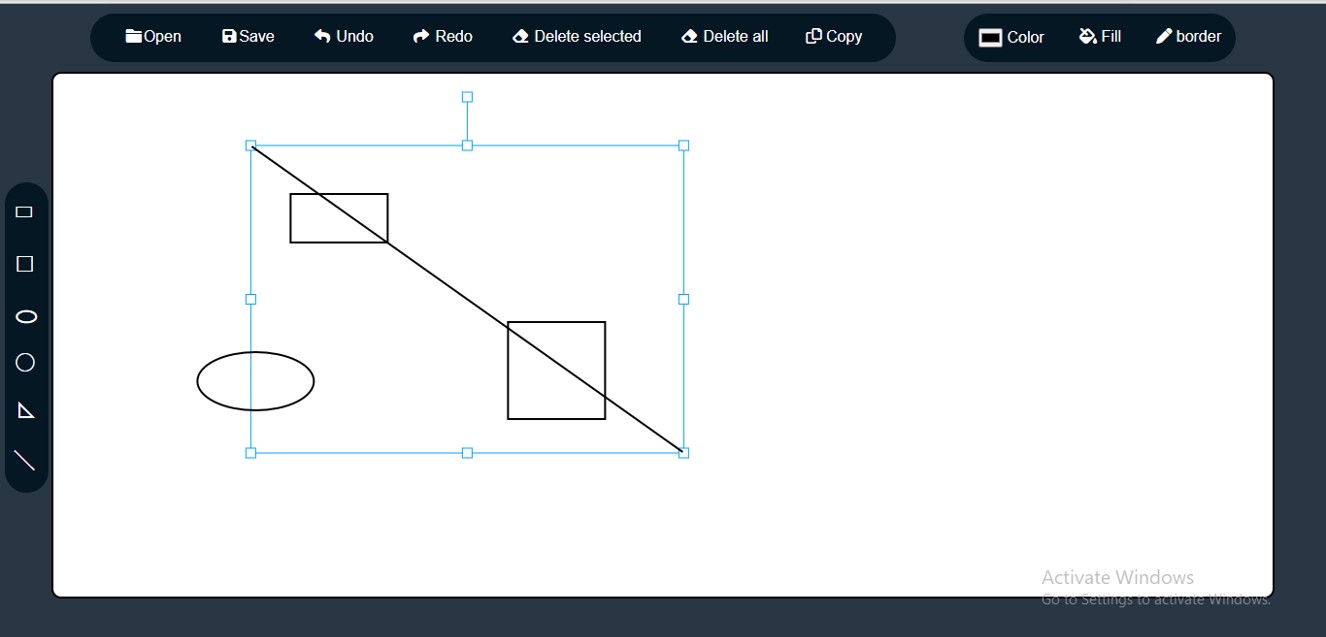 Open Save Undo Redo Delete selected Delete all Copy Color Fill border
Activate Windows
Go to Settings to activate Windows.